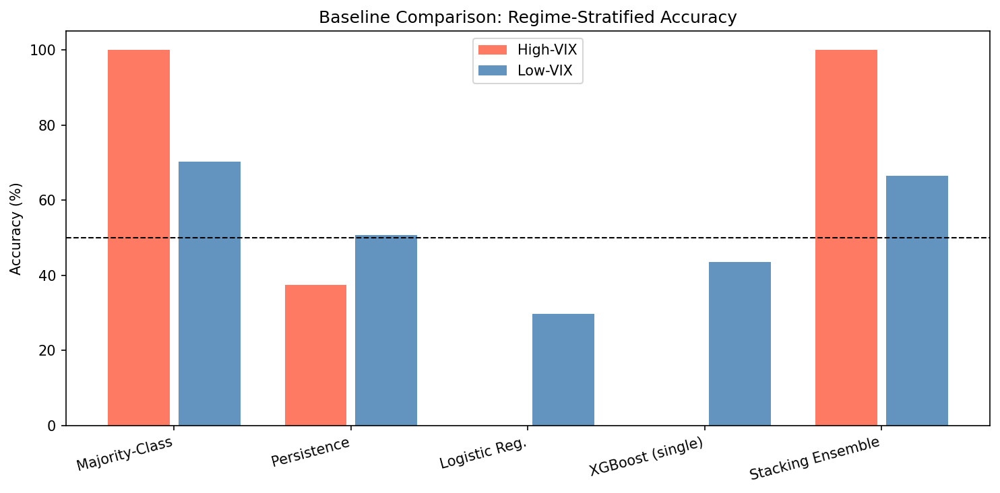 Baseline Comparison: Regime-Stratified Accuracy
High-VIX
Low-VIX
Accuracy (%)
100
80
60
40
20
0
Majority-Class
Persistence
Logistic Reg.
XGBoost (single)
Stacking Ensemble